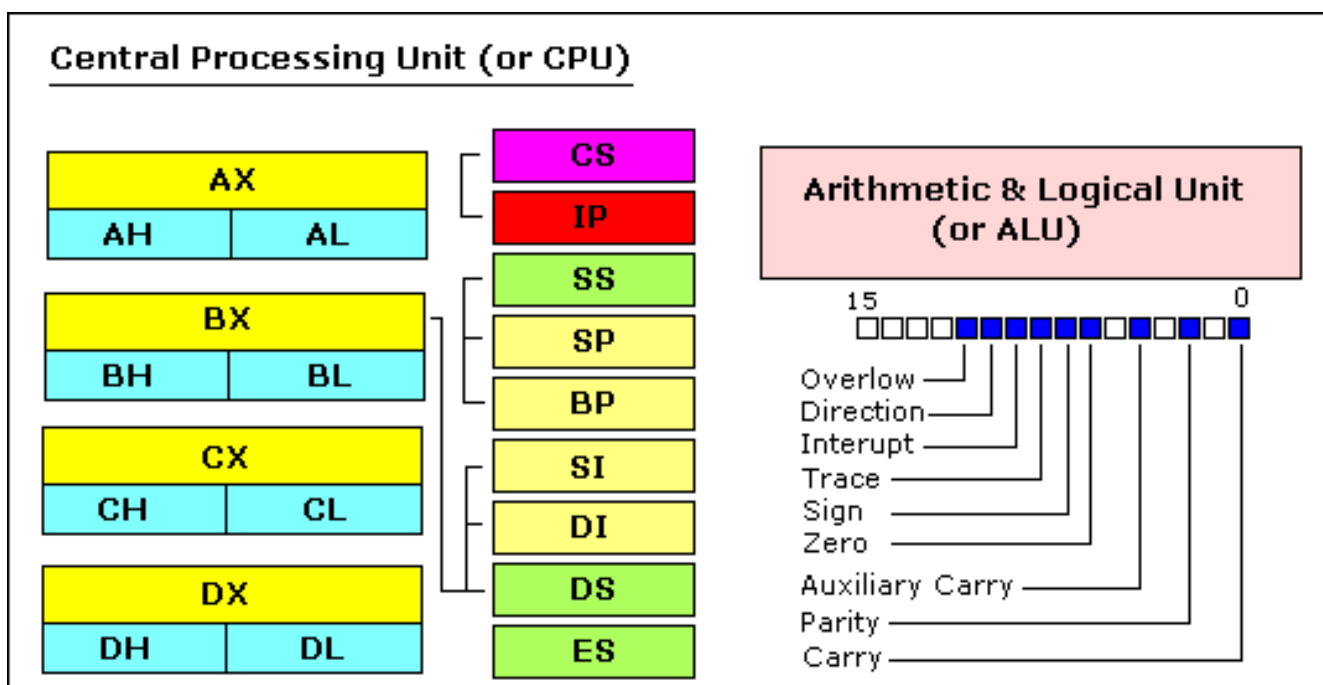 Central Processing Unit (or CPU)
AX
AH AL
BX
BH BL
CX
CH CL
DX
DH DL
CS
IP
SS
SP
BP
SI
DI
DS
ES
Arithmetic & Logical Unit
(or ALU)
15 0
Overlow
Direction
Interupt
Trace
Sign
Zero
Auxiliary Carry
Parity
Carry